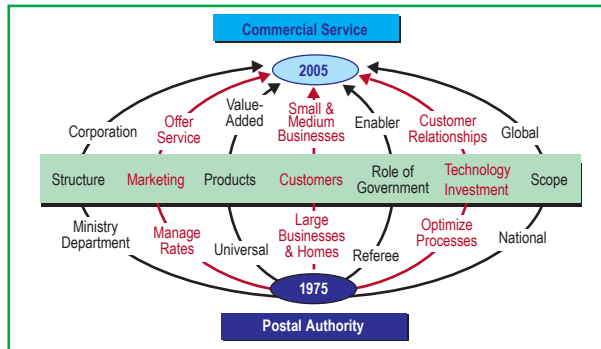 Commercial Service
2005
Corporation
Offer
Service
Value-
Added
Small &
Medium
Businesses
Enabler
Customer
Relationships
Global
Structure
Marketing
Products
Customers
Role of
Government
Technology
Investment
Scope
Ministry
Department
Manage
Rates
Universal
Large
Businesses
& Homes
Referee
Optimize
Processes
National
1975
Postal Authority